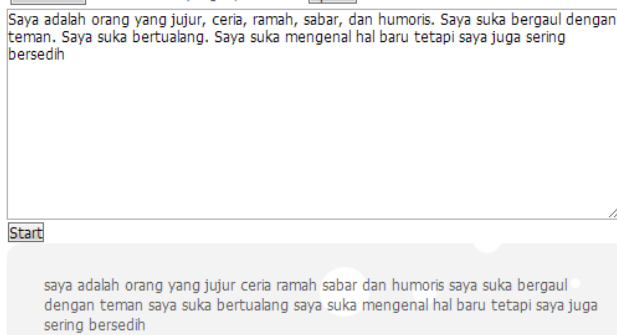 Saya adalah orang yang jujur, ceria, ramah, sabar, dan humoris. Saya suka bergaul dengan
teman. Saya suka bertualang. Saya suka mengenal hal baru tetapi saya juga sering
bersedih
Start
saya adalah orang yang jujur ceria ramah sabar dan humoris saya suka bergaul
dengan teman saya suka bertualang saya suka mengenal hal baru tetapi saya juga
sering bersedih